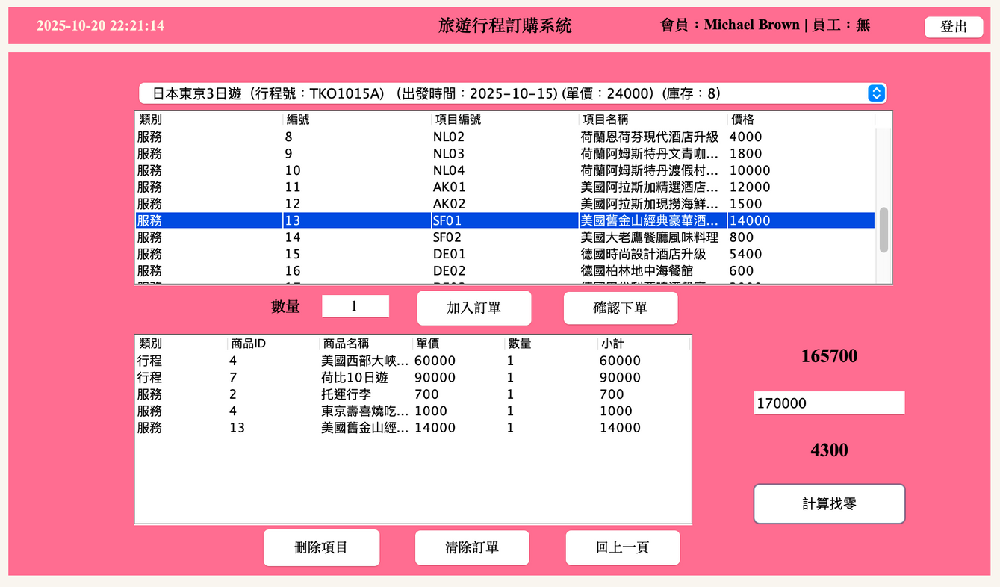 2025-10-20 22:21:14 旅遊行程訂購系統 會員：Michael Brown | 員工：無 登出
日本東京3日遊（行程號：TKO1015A) （出發時間：2025-10-15) (單價：24000）(庫存：8）
類別 編號 項目編號 項目名稱 價格
服務 8 NL02 荷蘭恩荷芬現代酒店升級 4000
服務 9 NL03 荷蘭阿姆斯特丹文青咖... 1800
服務 10 NL04 荷蘭阿姆斯特丹渡假村... 10000
服務 11 AK01 美國阿拉斯加精選酒店... 12000
服務 12 AK02 美國阿拉斯加現撈海鮮... 1500
服務 13 SF01 美國舊金山經典豪華酒... 14000
服務 14 SF02 美國大老鷹餐廳風味料理 800
服務 15 DE01 德國時尚設計酒店升級 5400
服務 16 DE02 德國柏林地中海餐館 600
數量 1 加入訂單 確認下單
類別 商品ID 商品名稱 單價 數量 小計
行程 4 美國西部大峽... 60000 1 60000
行程 7 荷比10日遊 90000 1 90000
服務 2 托運行李 700 1 700
服務 4 東京壽喜燒吃... 1000 1 1000
服務 13 美國舊金山經... 14000 1 14000
165700
170000
4300
計算找零
刪除項目 清除訂單 回上一頁